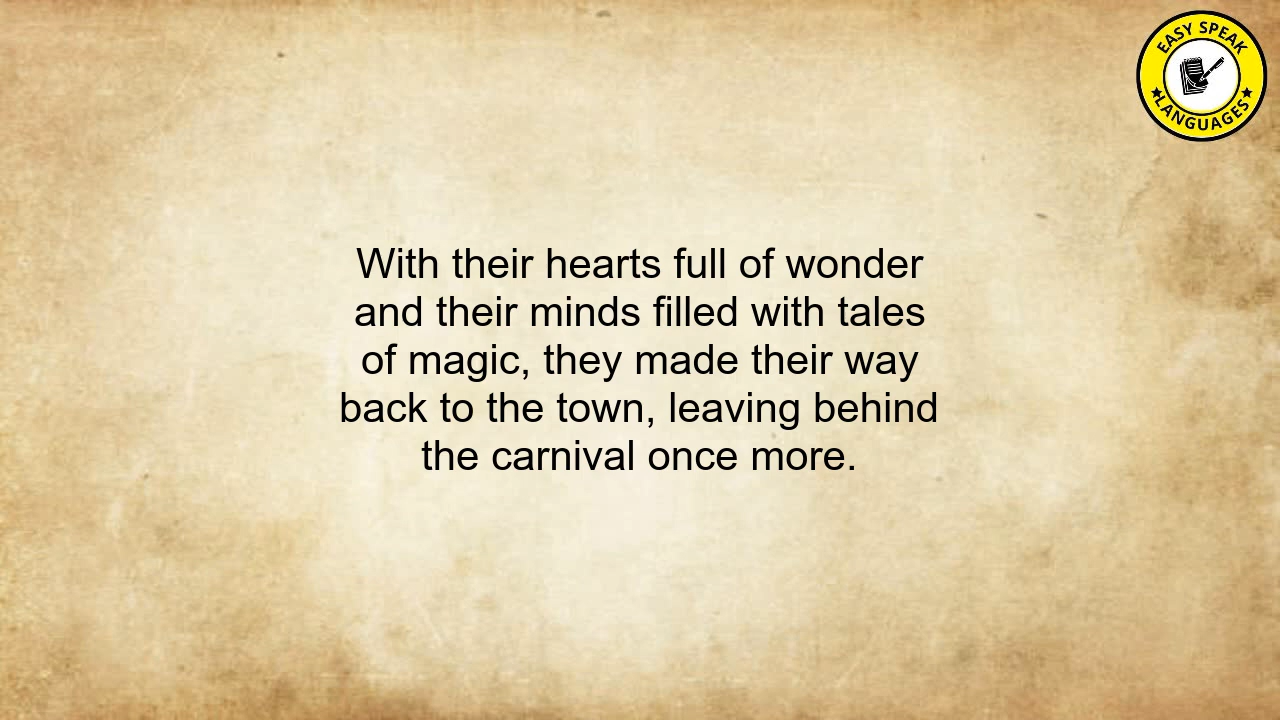 EASY SPEAK
LANGUAGES
With their hearts full of wonder
and their minds filled with tales
of magic, they made their way
back to the town, leaving behind
the carnival once more.